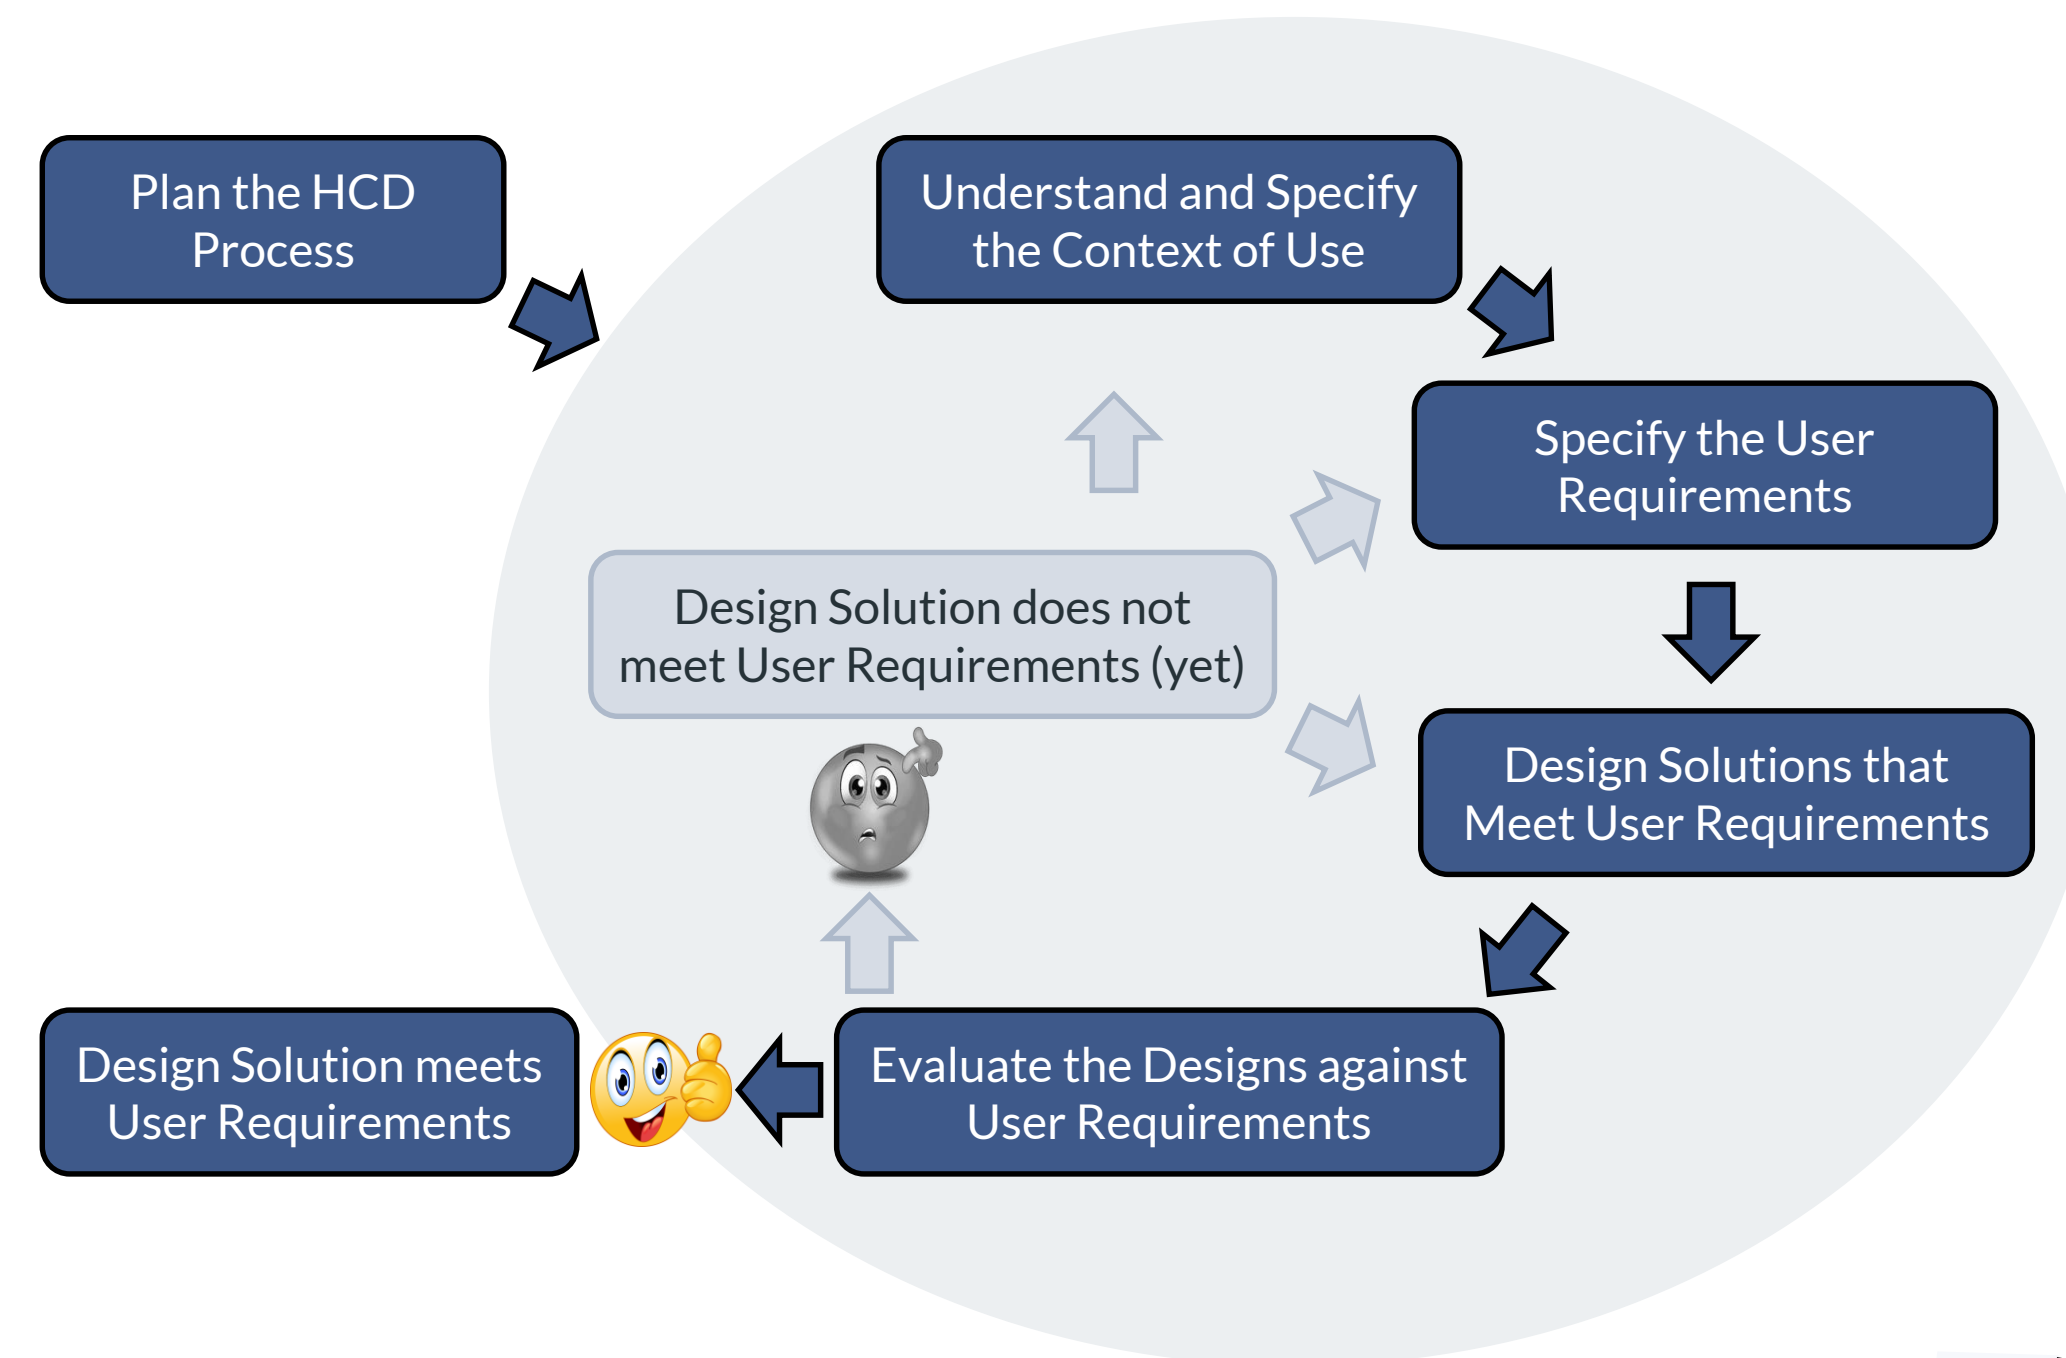 Plan the HCD
Process
Understand and Specify
the Context of Use
Specify the User
Requirements
Design Solution does not
meet User Requirements (yet)
Design Solutions that
Meet User Requirements
Design Solution meets
User Requirements
Evaluate the Designs against
User Requirements